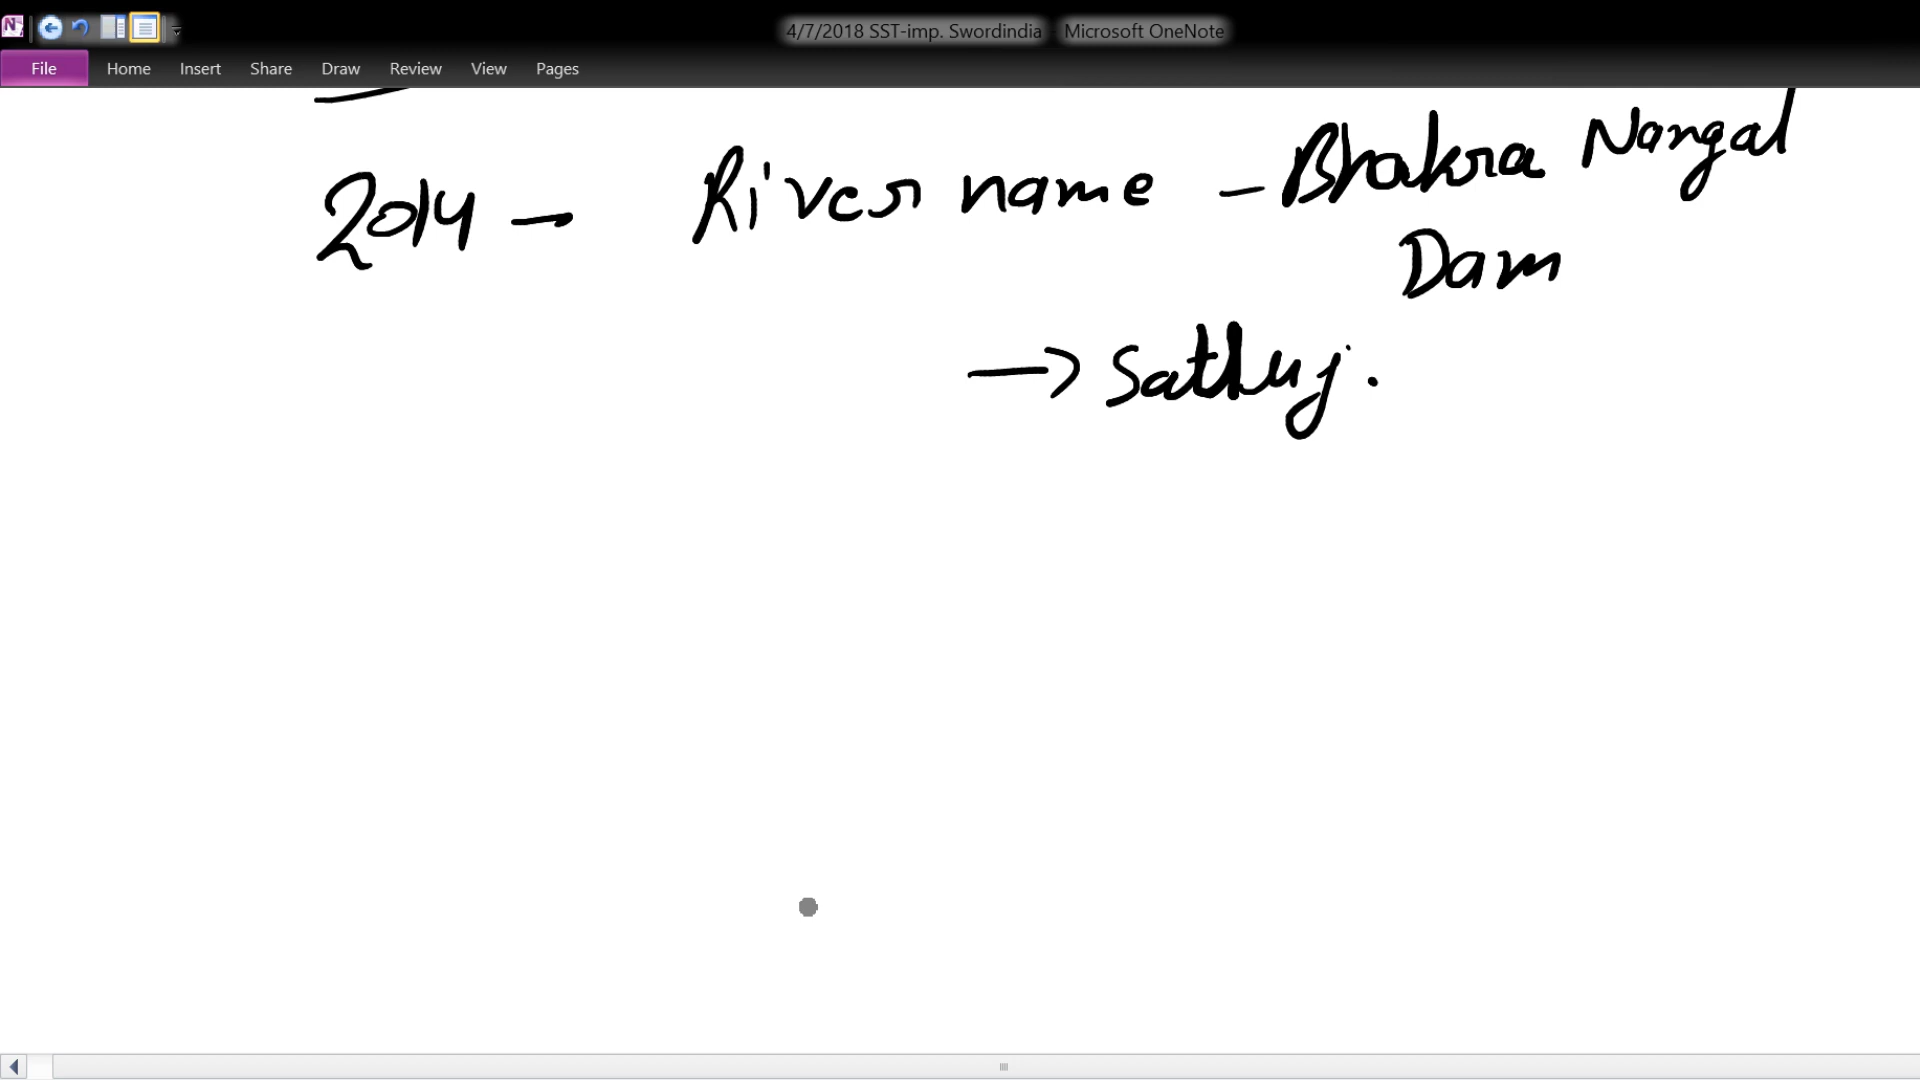 4/7/2018 SST-imp. Swordindia - Microsoft OneNote
File Home Insert Share Draw Review View Pages
2014 - River name - Bhakra Nangal
Dam
→ Sathuj.